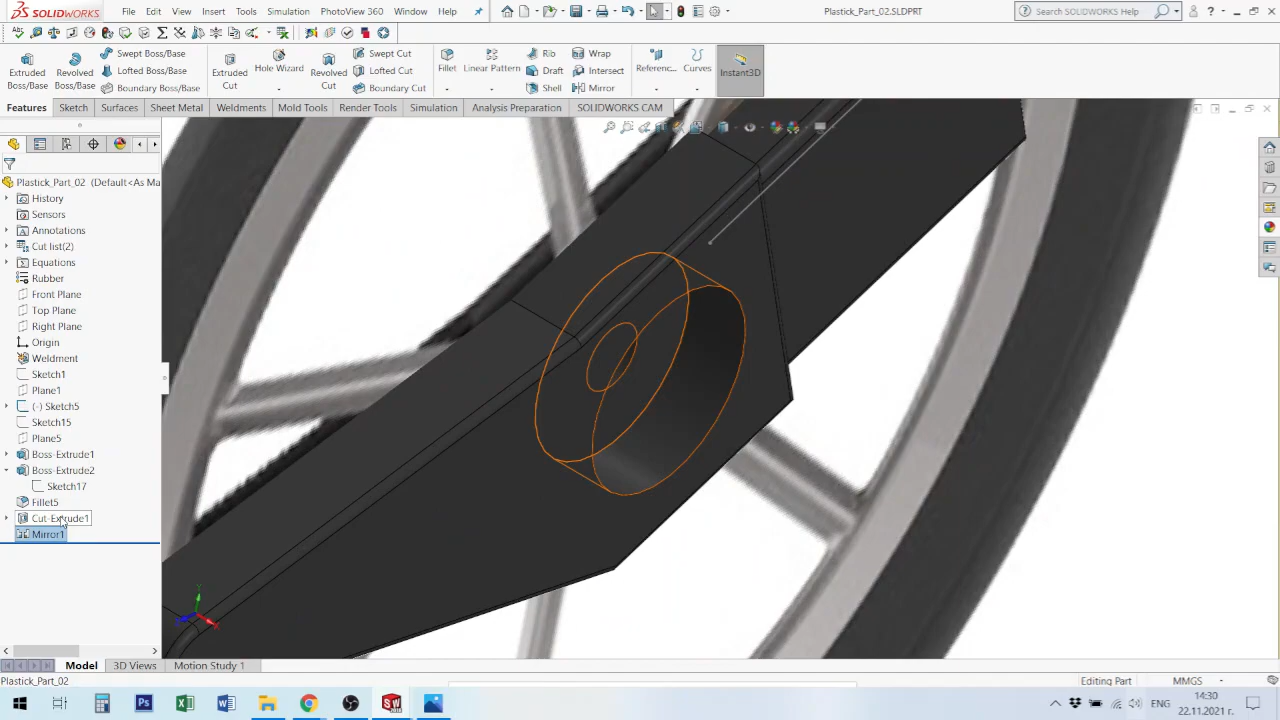 SOLIDWORKS File Edit View Insert Tools Simulation PhotoView 360 Window Help Plastick_Part_02.SLDPRT Search SOLIDWORKS Help
Extruded Boss/Base
Revolved Boss/Base
Swept Boss/Base
Lofted Boss/Base
Boundary Boss/Base
Extruded Cut
Hole Wizard
Revolved Cut
Swept Cut
Lofted Cut
Boundary Cut
Fillet
Linear Pattern
Rib
Draft
Shell
Wrap
Intersect
Mirror
Referenc...
Curves
Instant3D
Features Sketch Surfaces Sheet Metal Weldments Mold Tools Render Tools Simulation Analysis Preparation SOLIDWORKS CAM
Plastick_Part_02 (Default<As Ma
History
Sensors
Annotations
Cut list(2)
Equations
Rubber
Front Plane
Top Plane
Right Plane
Origin
Weldment
Sketch1
Plane1
(-) Sketch5
Sketch15
Plane5
Boss-Extrude1
Boss-Extrude2
Sketch17
Fillet5
Cut-Extrude1
Mirror1
Y
X
Model 3D Views Motion Study 1
Plastick_Part_02 Editing Part MMGS
ENG 14:30
22.11.2021 г.